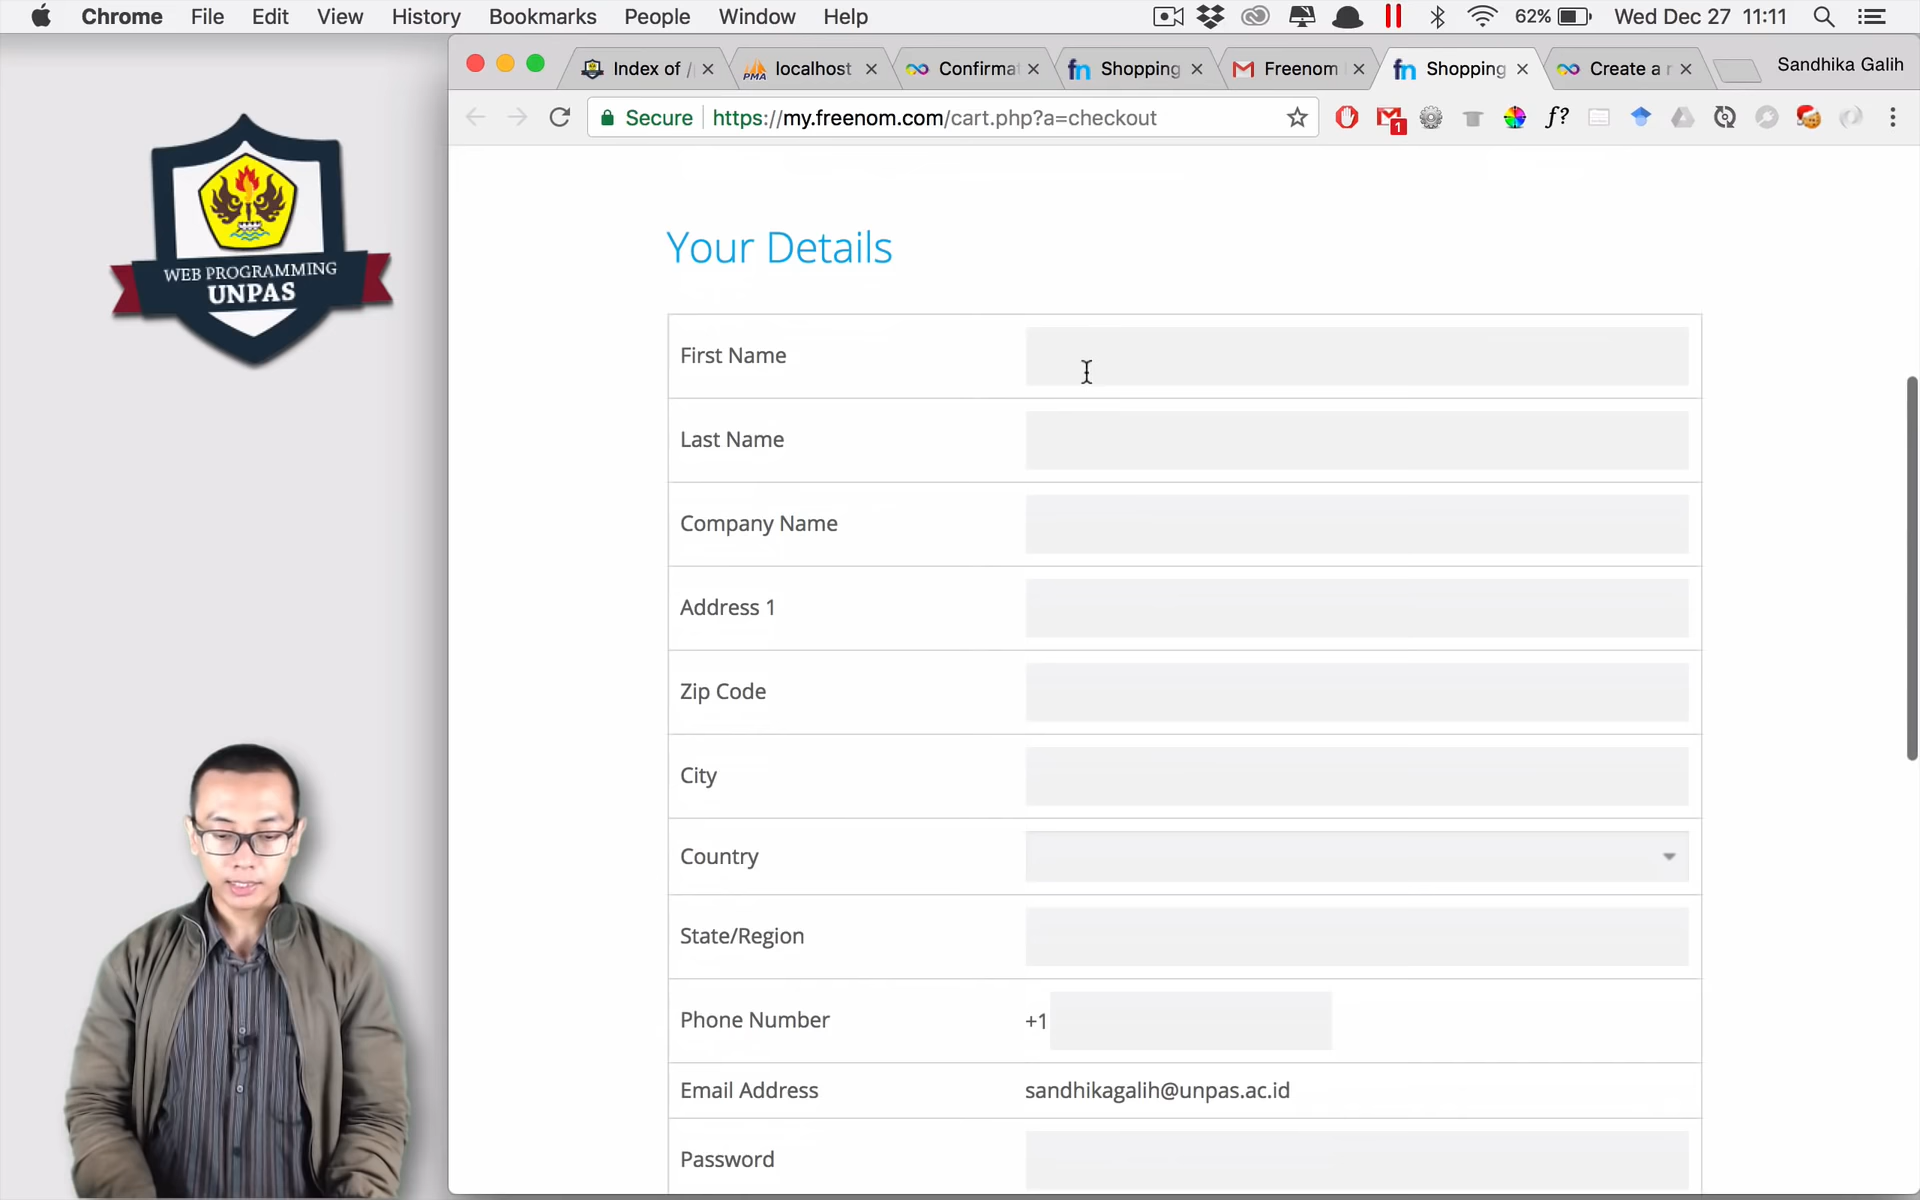 Chrome File Edit View History Bookmarks People Window Help 62% Wed Dec 27 11:11
Index of / localhost Confirma Shopping Freenom Shopping Create a r Sandhika Galih
PMA
Secure https://my.freenom.com/cart.php?a=checkout f? 1
WEB PROGRAMMING
UNPAS
Your Details
First Name
Last Name
Company Name
Address 1
Zip Code
City
Country
State/Region
Phone Number +1
Email Address sandhikagalih@unpas.ac.id
Password